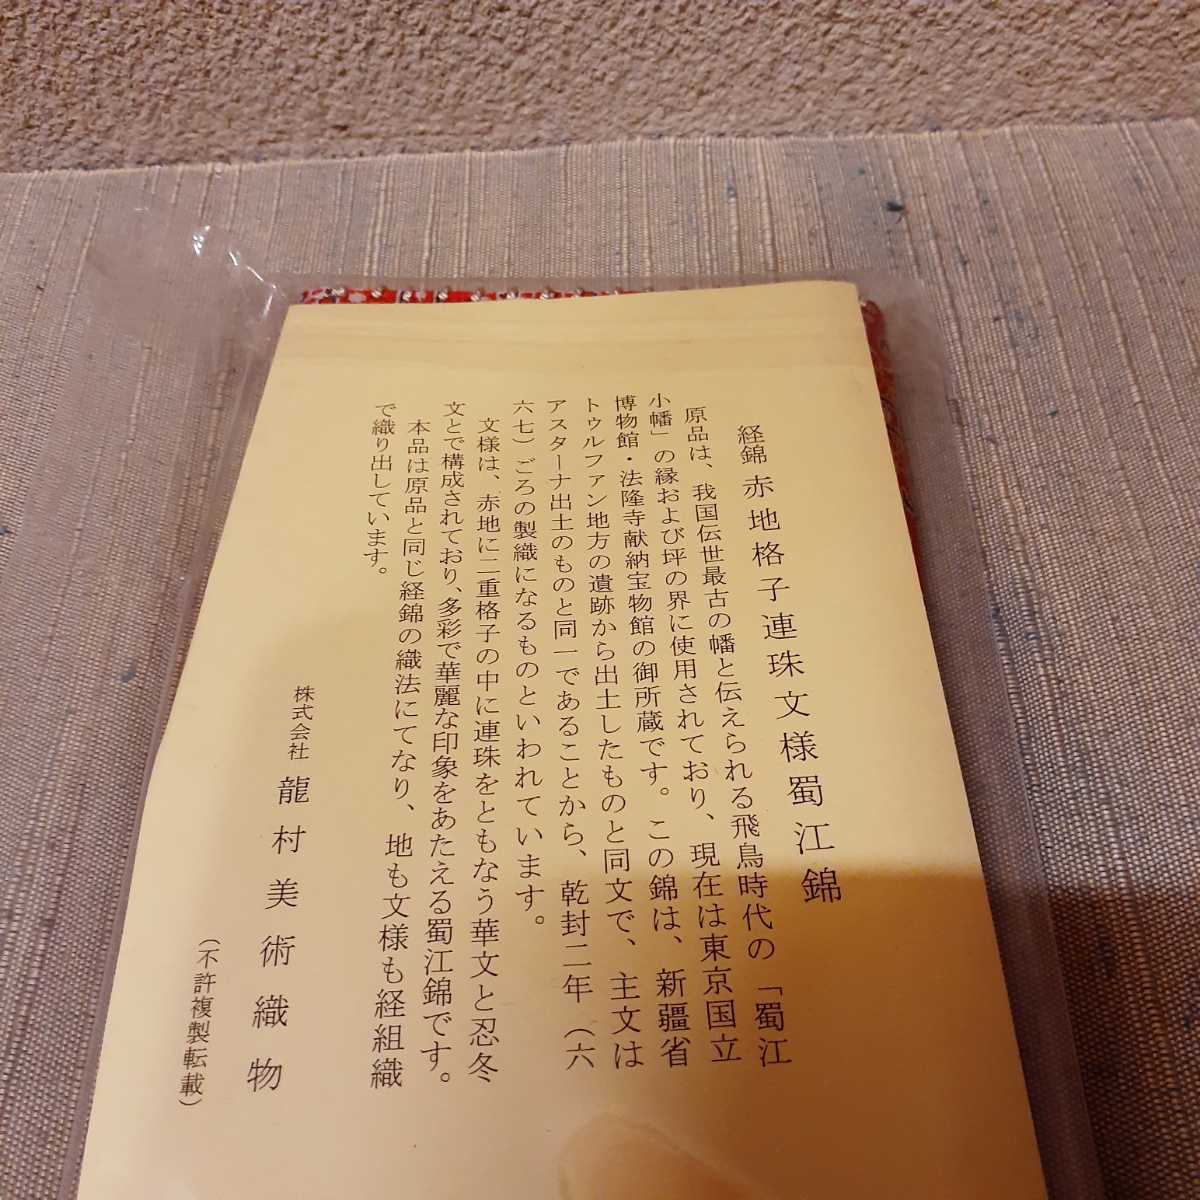 経錦 赤地格子連珠文様蜀江錦
原品は、我国伝世最古の幡と伝えられる飛鳥時代の「蜀江
小幡」の縁および坪の界に使用されており、現在は東京国立
博物館・法隆寺献納宝物館の御所蔵です。この錦は、新疆省
トゥルファン地方の遺跡から出土したものと同文で、主文は
アスターナ出土のものと同一であることから、乾封二年（六
六七）ごろの製織になるものといわれています。
文様は、赤地に二重格子の中に連珠をともなう華文と忍冬
文とで構成されており、多彩で華麗な印象をあたえる蜀江錦です。
本品は原品と同じ経錦の織法にてなり、地も文様も経組織
で織り出しています。
株式会社 龍村美術織物
（不許複製転載）